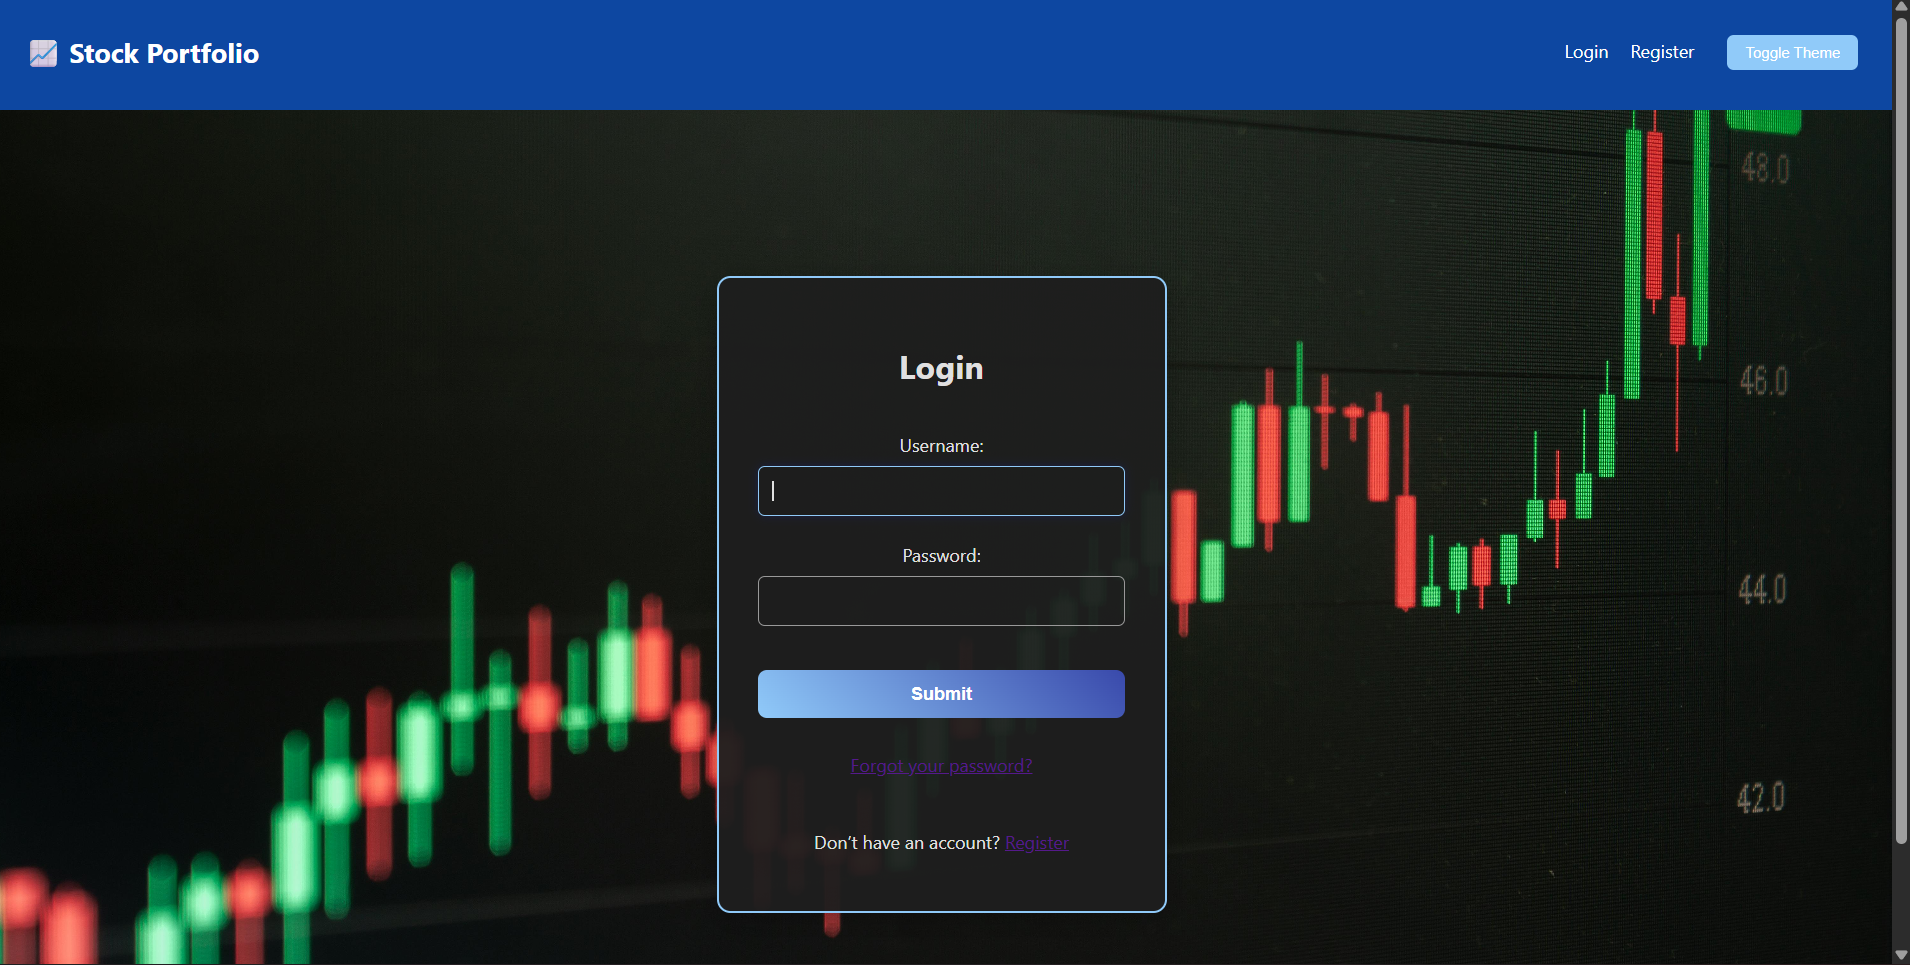 Stock Portfolio
Login Register Toggle Theme
48.0
46.0
44.0
42.0
Login
Username:
Password:
Submit
Forgot your password?
Don’t have an account? Register